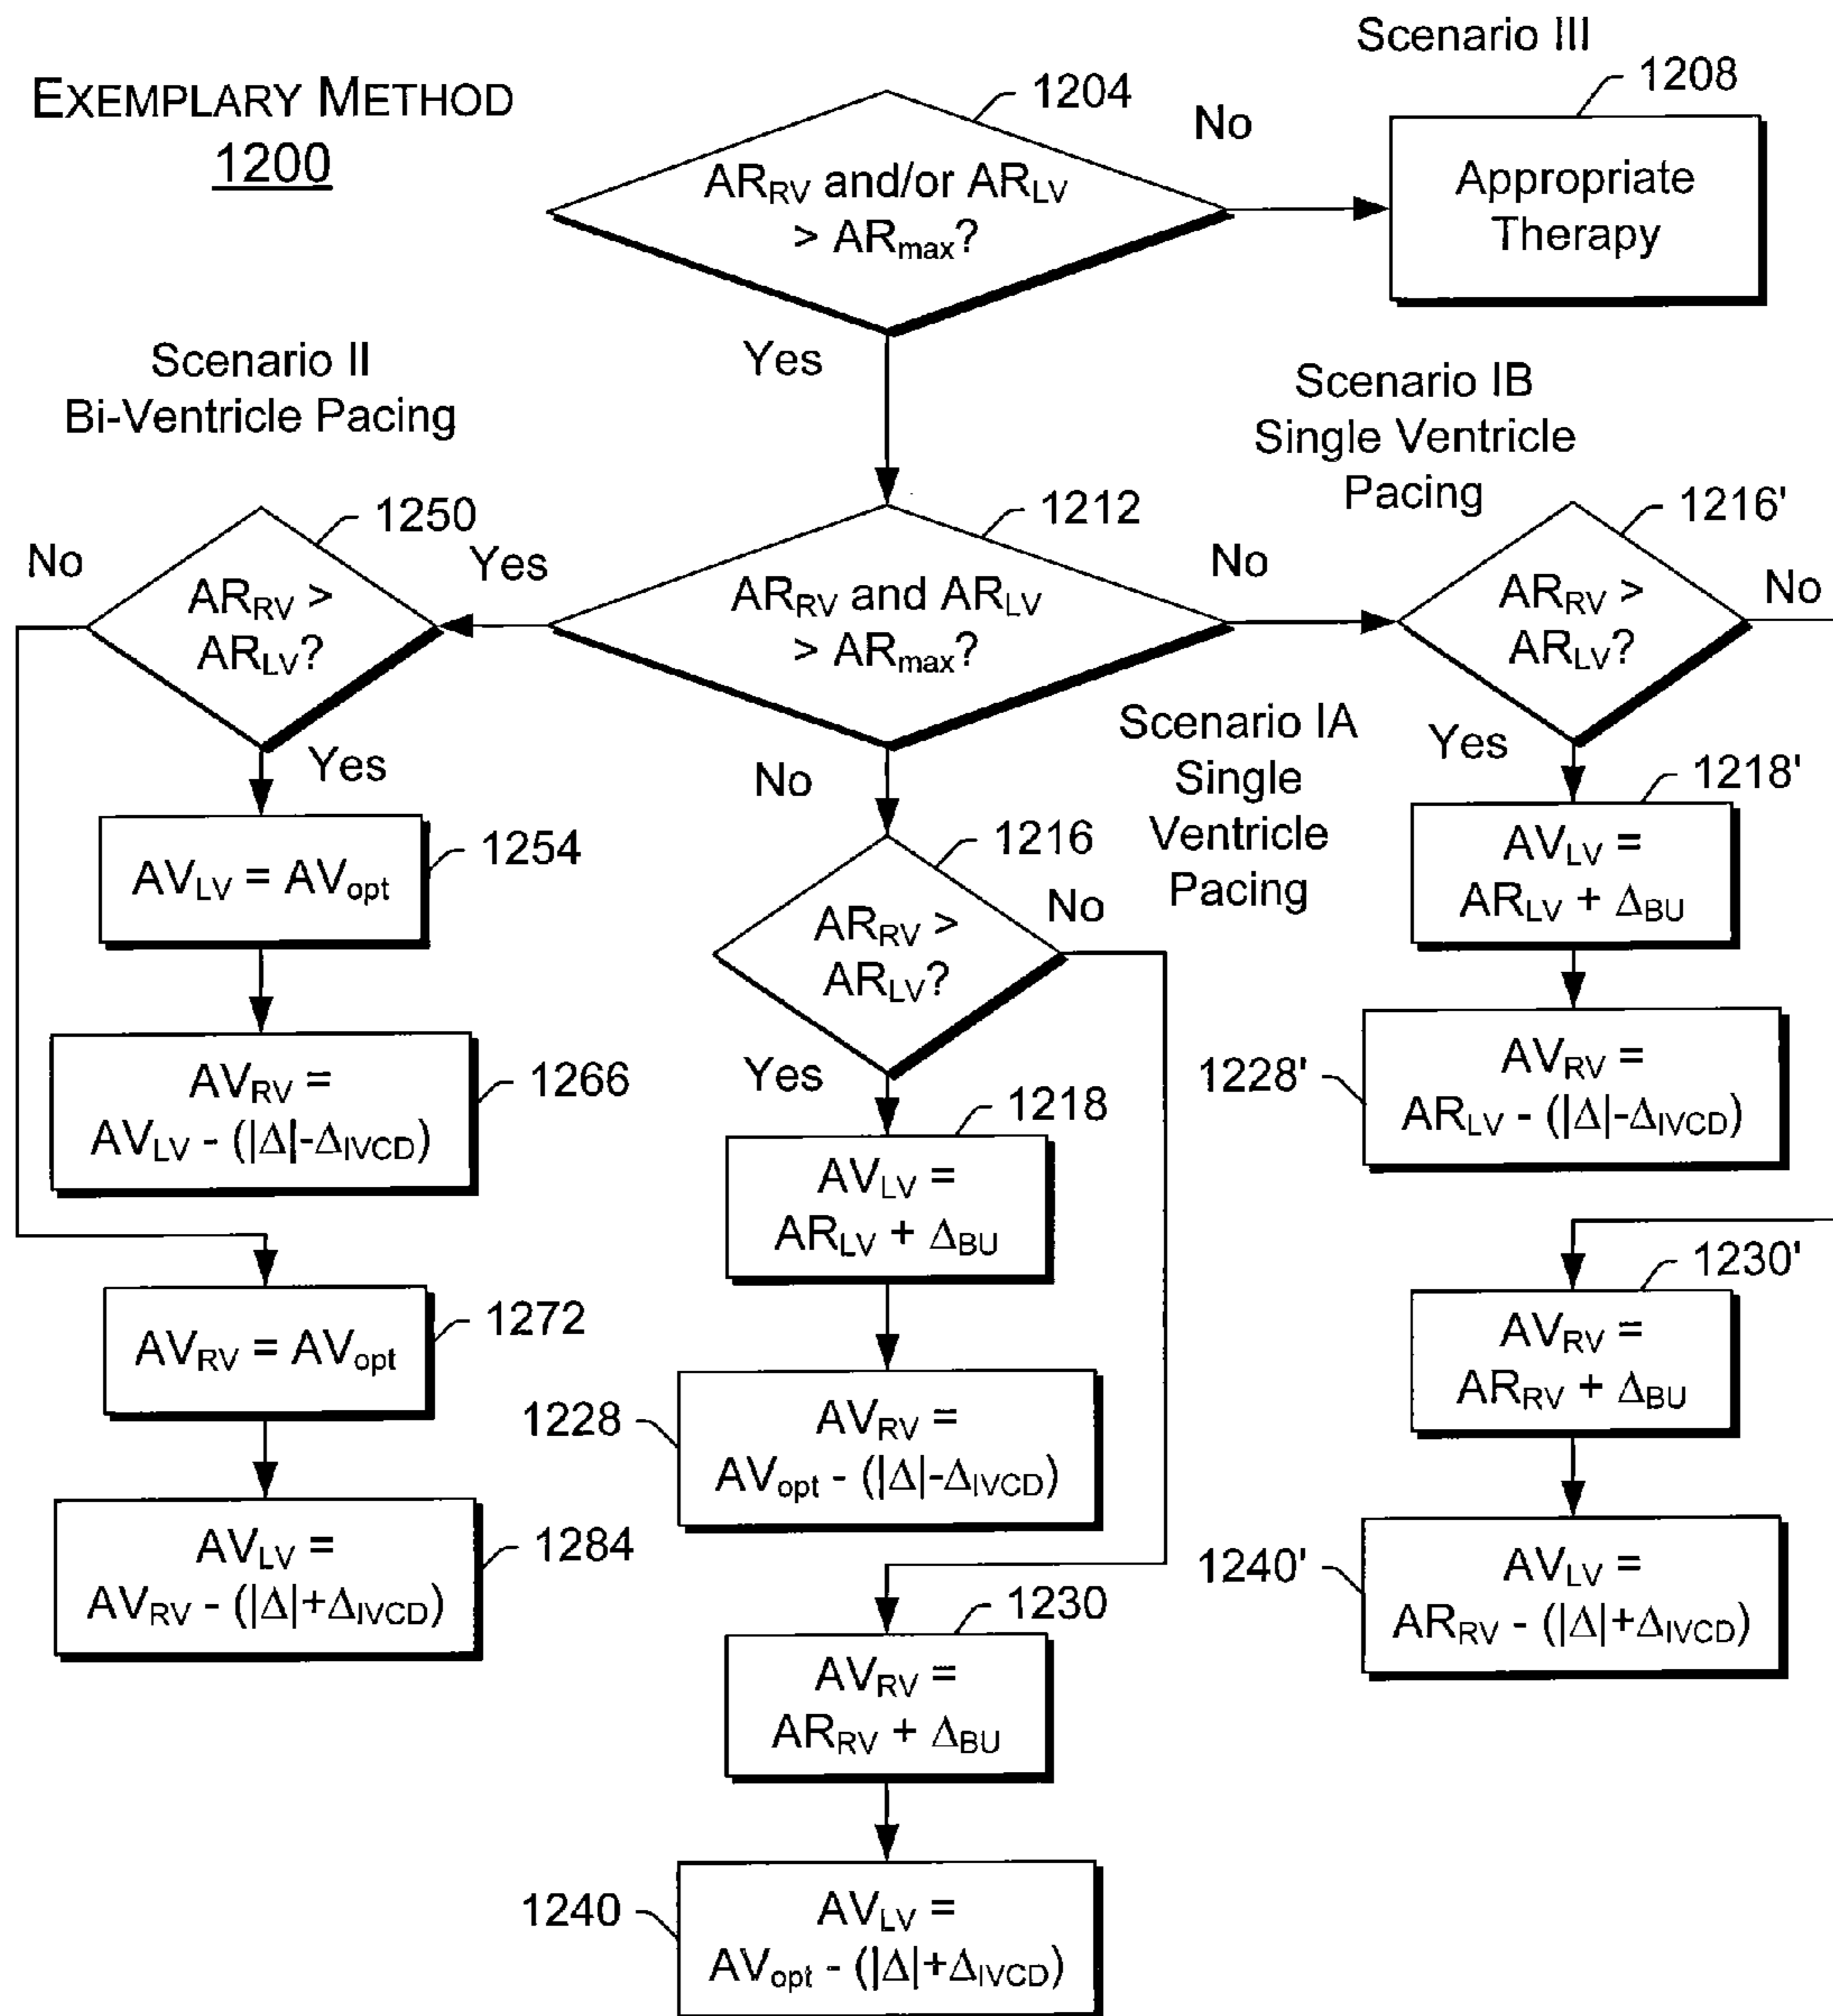 EXEMPLARY METHOD
1200
Scenario III
1204
No
1208
AR_RV and/or AR_LV
> AR_max?
Appropriate
Therapy
Yes
Scenario II
Bi-Ventricle Pacing
Scenario IB
Single Ventricle
Pacing
1250
No
Yes
AR_RV >
AR_LV?
1212
AR_RV and AR_LV
> AR_max?
No
1216'
No
AR_RV >
AR_LV?
Yes
Yes
No
Scenario IA
Single
Ventricle
Pacing
1254
AV_LV = AV_opt
1266
AV_RV =
AV_LV - (|Δ|-Δ_IVCD)
1272
AV_RV = AV_opt
1284
AV_LV =
AV_RV - (|Δ|+Δ_IVCD)
1216
No
AR_RV >
AR_LV?
Yes
1218
AV_LV =
AR_LV + Δ_BU
1228
AV_RV =
AV_opt - (|Δ|-Δ_IVCD)
1230
AV_RV =
AR_RV + Δ_BU
1240
AV_LV =
AV_opt - (|Δ|+Δ_IVCD)
1218'
AV_LV =
AR_LV + Δ_BU
1228'
AV_RV =
AR_LV - (|Δ|-Δ_IVCD)
1230'
AV_RV =
AR_RV + Δ_BU
1240'
AV_LV =
AR_RV - (|Δ|+Δ_IVCD)